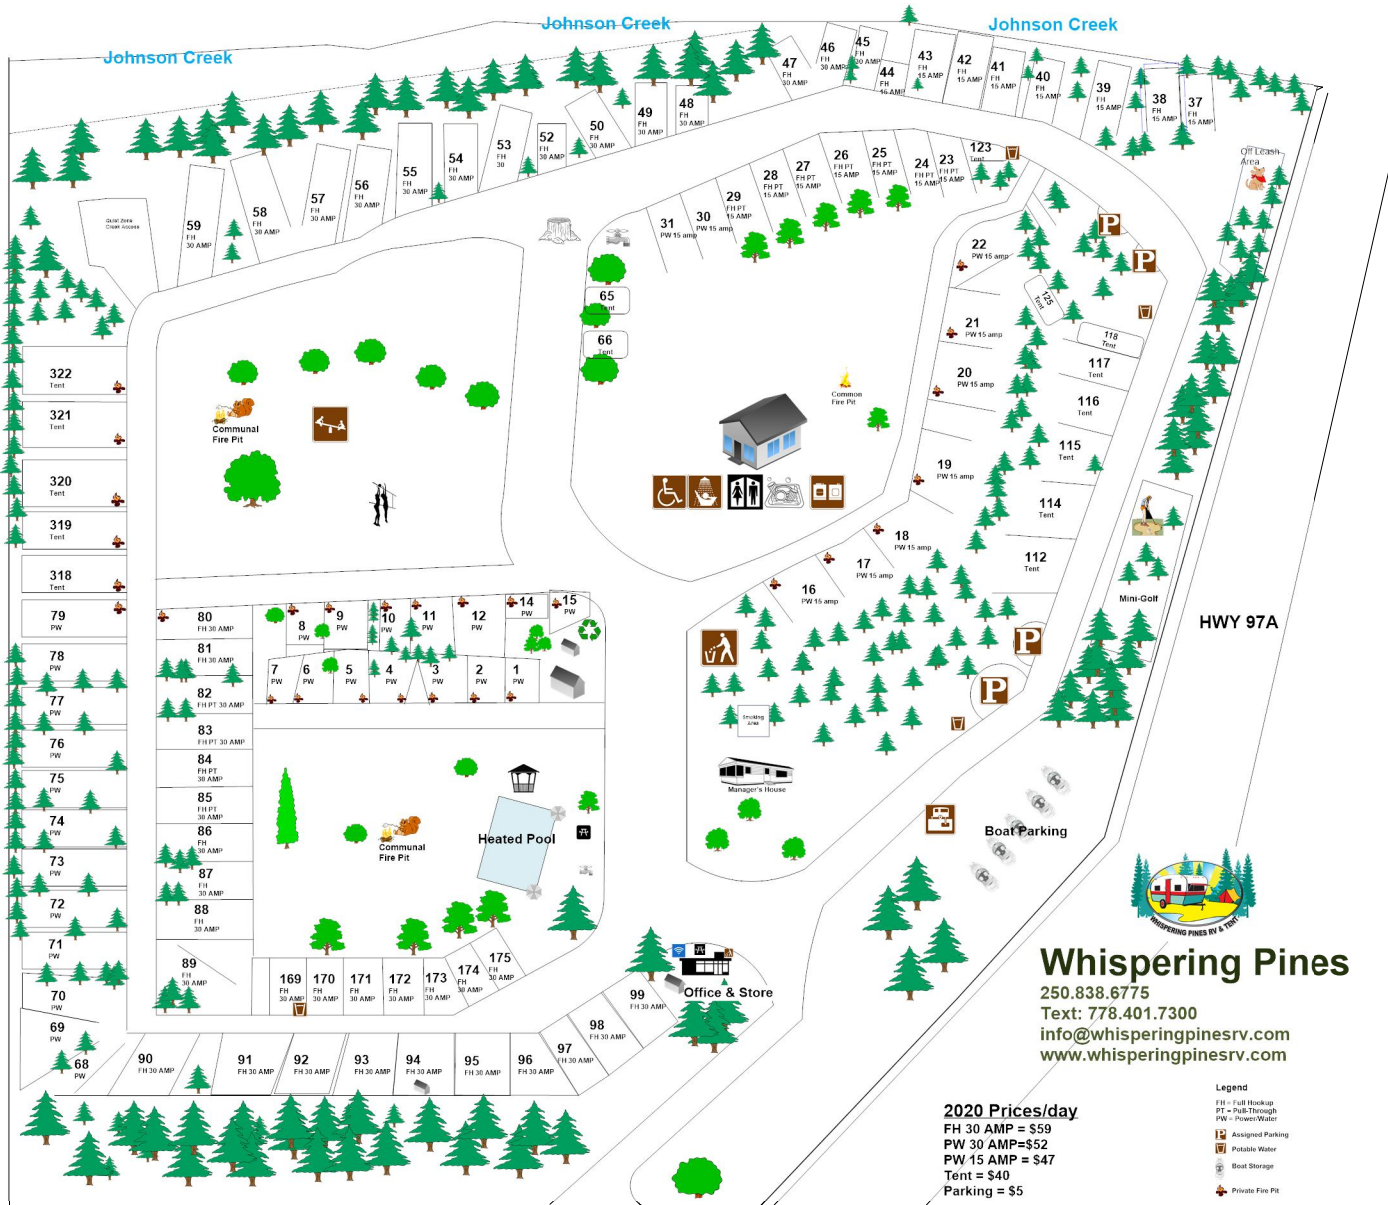 Johnson Creek
Johnson Creek
Johnson Creek
47
FH
30 AMP
46
FH
30 AMP
45
FH
30 AMP
44
FH
15 AMP
43
FH
15 AMP
42
FH
15 AMP
41
FH
15 AMP
40
FH
15 AMP
39
FH
15 AMP
38
FH
15 AMP
37
FH
15 AMP
Off Leash
Area
59
FH
30 AMP
58
FH
30 AMP
57
FH
30 AMP
56
FH
30 AMP
55
FH
30 AMP
54
FH
30 AMP
53
FH
30
52
FH
30 AMP
50
FH
30 AMP
49
FH
30 AMP
48
FH
30 AMP
Quiet Zone
Creek Access
31
PW 15 amp
30
PW 15 amp
29
FH PT
15 AMP
28
FH PT
15 AMP
27
FH PT
15 AMP
26
FH PT
15 AMP
25
FH PT
15 AMP
24
FH PT
15 AMP
23
FH PT
15 AMP
123
Tent
22
PW 15 amp
21
PW 15 amp
20
PW 15 amp
19
PW 15 amp
18
PW 15 amp
17
PW 15 amp
16
PW 15 amp
P
P
125
Tent
118
Tent
117
Tent
116
Tent
115
Tent
114
Tent
112
Tent
65
Tent
66
Tent
Common
Fire Pit
Communal
Fire Pit
322
Tent
321
Tent
320
Tent
319
Tent
318
Tent
79
PW
78
PW
77
PW
76
PW
75
PW
74
PW
73
PW
72
PW
71
PW
70
PW
69
PW
68
PW
80
FH 30 AMP
81
FH 30 AMP
82
FH PT 30 AMP
83
FH PT 30 AMP
84
FH PT
30 AMP
85
FH PT
30 AMP
86
FH
30 AMP
87
FH
30 AMP
88
FH
30 AMP
89
FH
30 AMP
8
PW
9
PW
10
PW
11
PW
12
PW
14
PW
15
PW
7
PW
6
PW
5
PW
4
PW
3
PW
2
PW
1
PW
Mini-Golf
HWY 97A
P
P
Smoking
Area
Manager's House
Communal
Fire Pit
Heated Pool
Boat Parking
169
FH
30 AMP
170
FH
30 AMP
171
FH
30 AMP
172
FH
30 AMP
173
FH
30 AMP
174
FH
30 AMP
175
FH
30 AMP
Office & Store
90
FH 30 AMP
91
FH 30 AMP
92
FH 30 AMP
93
FH 30 AMP
94
FH 30 AMP
95
FH 30 AMP
96
FH 30 AMP
97
FH 30 AMP
98
FH 30 AMP
99
FH 30 AMP
WHISPERING PINES RV & TENT
Whispering Pines
250.838.6775
Text: 778.401.7300
info@whisperingpinesrv.com
www.whisperingpinesrv.com
2020 Prices/day
FH 30 AMP = $59
PW 30 AMP=$52
PW 15 AMP = $47
Tent = $40
Parking = $5
Legend
FH = Full Hookup
PT = Pull-Through
PW = Power/Water
P Assigned Parking
Potable Water
Boat Storage
Private Fire Pit